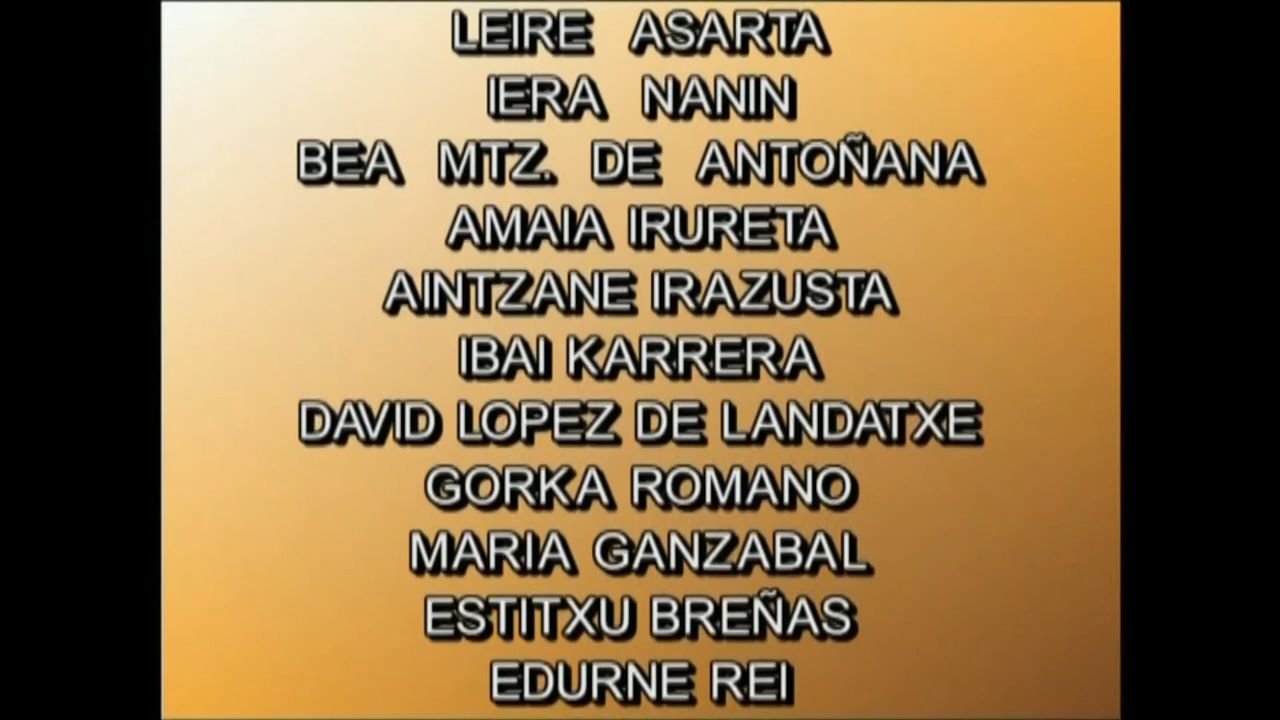 LEIRE ASARTA
IERA NANIN
BEA MTZ. DE ANTOÑANA
AMAIA IRURETA
AINTZANE IRAZUSTA
IBAI KARRERA
DAVID LOPEZ DE LANDATXE
GORKA ROMANO
MARIA GANZABAL
ESTITXU BREÑAS
EDURNE REI